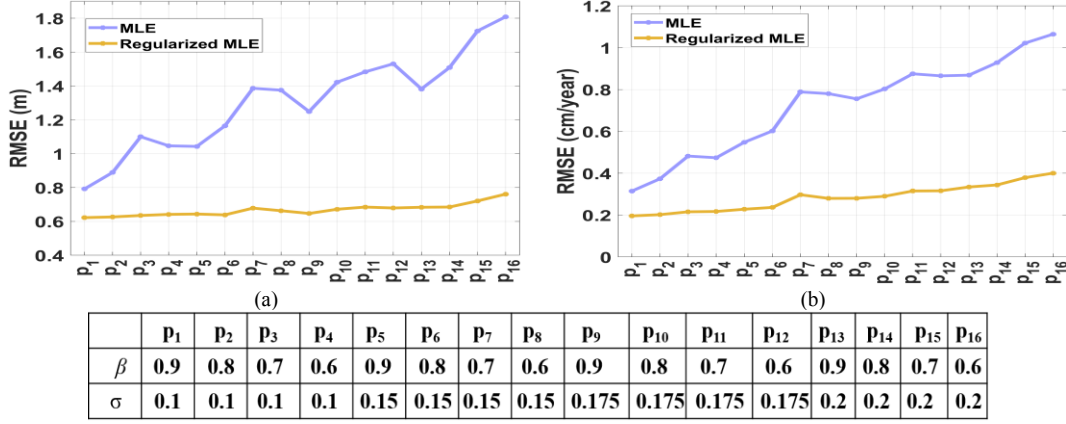 MLE
Regularized MLE
RMSE (m)
1.8
1.6
1.4
1.2
1
0.8
0.6
0.4
p1 p2 p3 p4 p5 p6 p7 p8 p9 p10 p11 p12 p13 p14 p15 p16
(a)
MLE
Regularized MLE
RMSE (cm/year)
1.2
1
0.8
0.6
0.4
0.2
0
p1 p2 p3 p4 p5 p6 p7 p8 p9 p10 p11 p12 p13 p14 p15 p16
(b)
p1 p2 p3 p4 p5 p6 p7 p8 p9 p10 p11 p12 p13 p14 p15 p16
β 0.9 0.8 0.7 0.6 0.9 0.8 0.7 0.6 0.9 0.8 0.7 0.6 0.9 0.8 0.7 0.6
σ 0.1 0.1 0.1 0.1 0.15 0.15 0.15 0.15 0.175 0.175 0.175 0.175 0.2 0.2 0.2 0.2